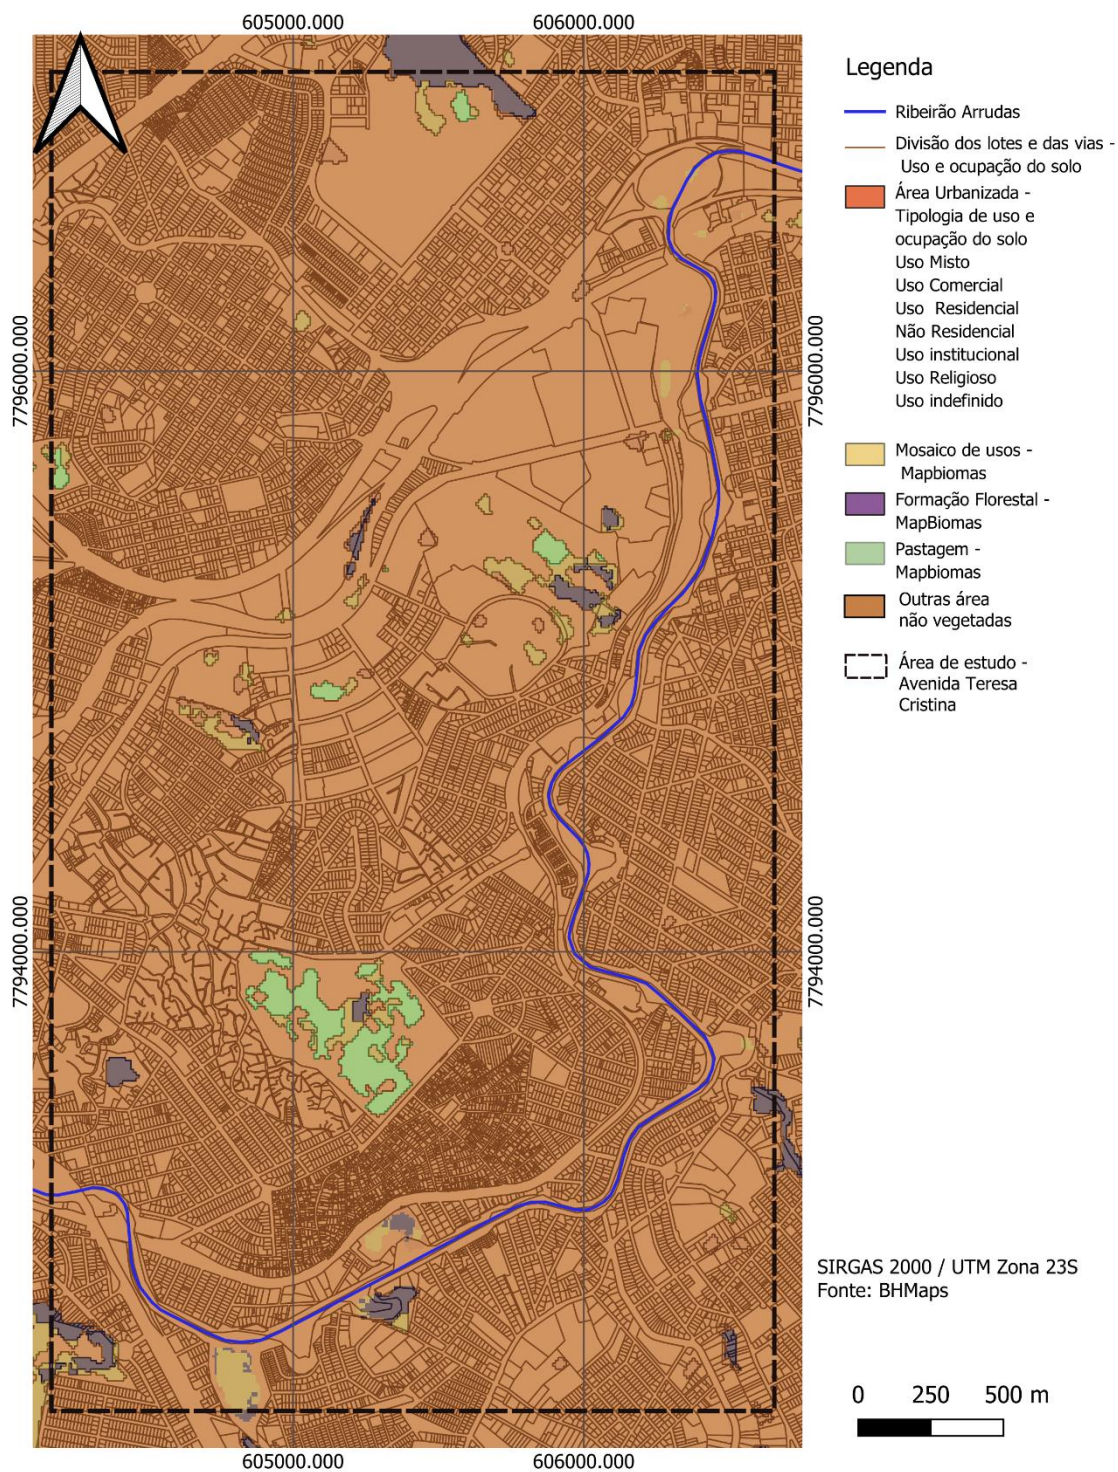 605000.000 606000.000
7796000.000 7796000.000
7794000.000 7794000.000
605000.000 606000.000
Legenda
Ribeirão Arrudas
Divisão dos lotes e das vias -
Uso e ocupação do solo
Área Urbanizada -
Tipologia de uso e
ocupação do solo
Uso Misto
Uso Comercial
Uso Residencial
Não Residencial
Uso institucional
Uso Religioso
Uso indefinido
Mosaico de usos -
Mapbiomas
Formação Florestal -
MapBiomas
Pastagem -
Mapbiomas
Outras área
não vegetadas
Área de estudo -
Avenida Teresa
Cristina
SIRGAS 2000 / UTM Zona 23S
Fonte: BHMaps
0 250 500 m